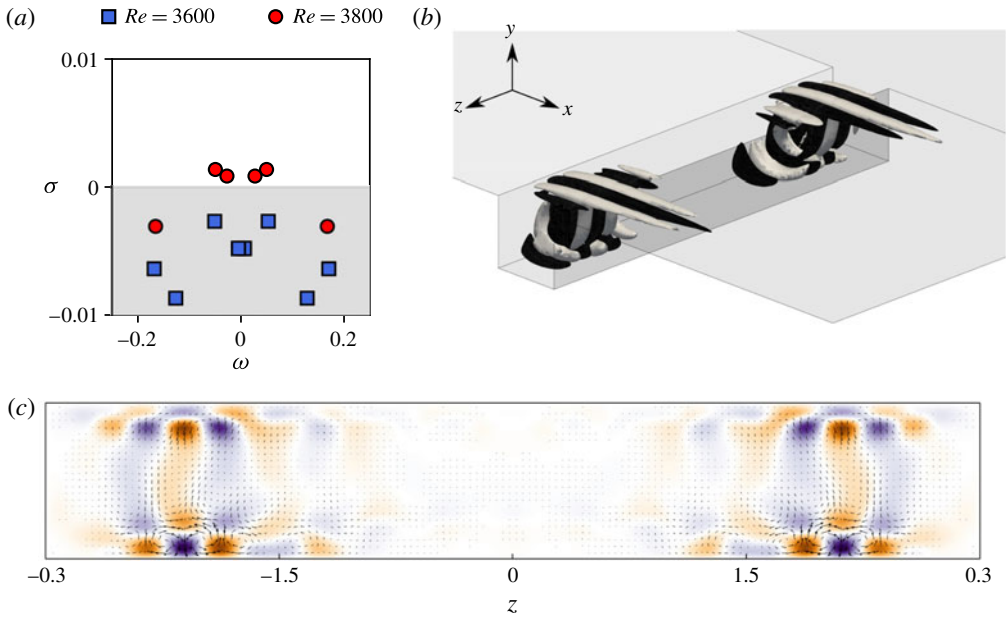 (a) Re = 3600 Re = 3800 (b)
0.01
y
z
x
σ 0
−0.01
−0.2 0 0.2
ω
(c)
−0.3 −1.5 0 1.5 0.3
z